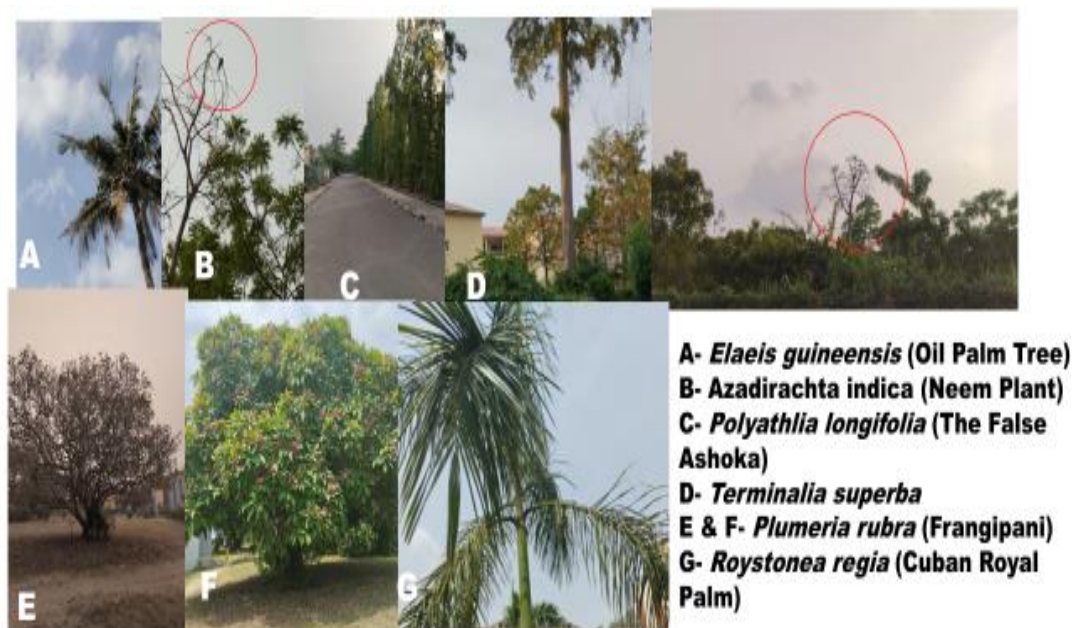 A
B
C
D
E
F
G
A- Elaeis guineensis (Oil Palm Tree)
B- Azadirachta indica (Neem Plant)
C- Polyathlia longifolia (The False
Ashoka)
D- Terminalia superba
E & F- Plumeria rubra (Frangipani)
G- Roystonea regia (Cuban Royal
Palm)